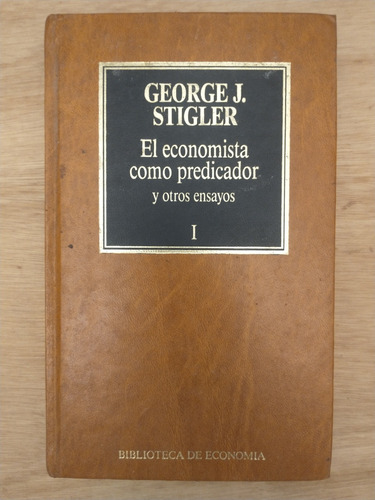 GEORGE J.
STIGLER
El economista
como predicador
y otros ensayos
I
BIBLIOTECA DE ECONOMIA